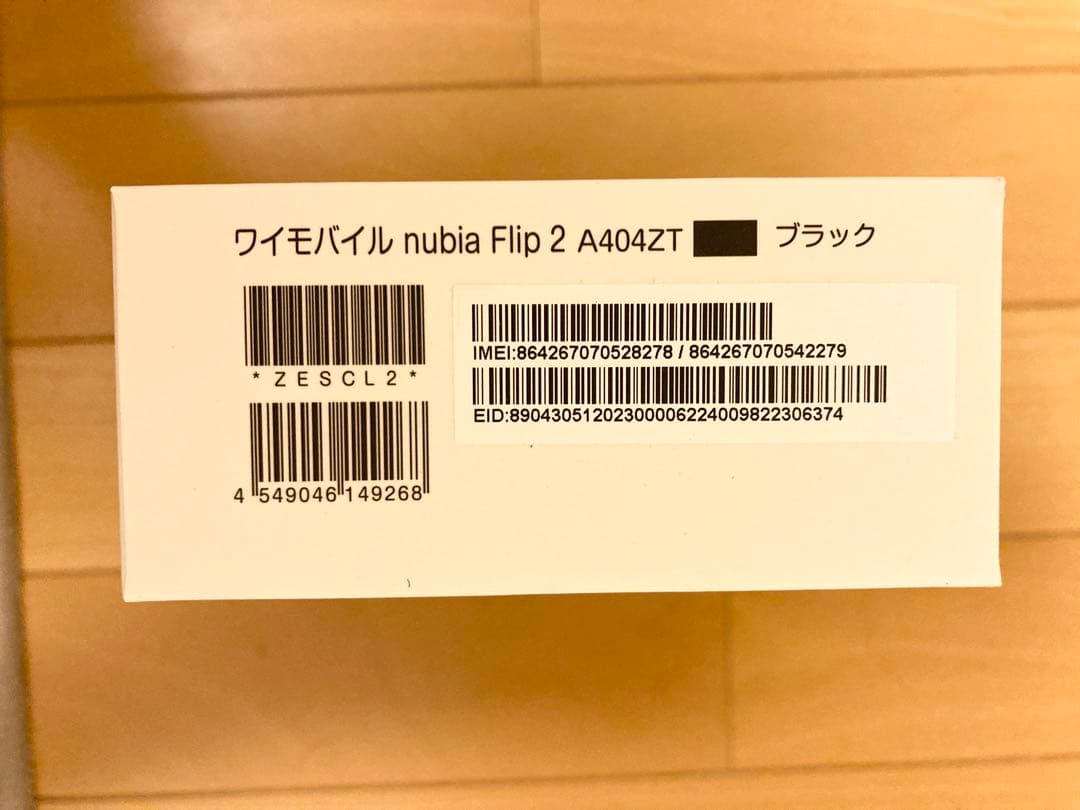 ワイモバイル nubia Flip 2 A404ZT ブラック
*ZESCL2*
4 549046 149268
IMEI:864267070528278 / 864267070542279
EID:89043051202300006224009822306374